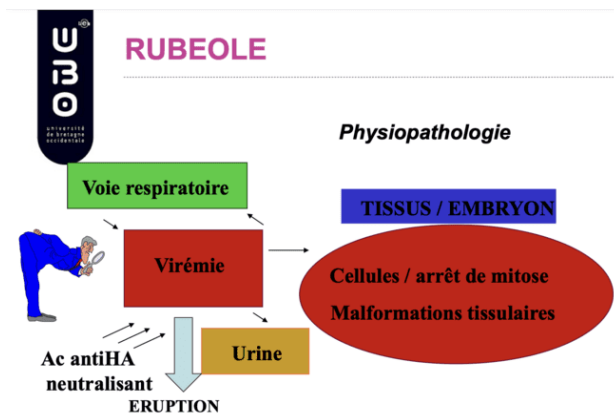 UBO
université
de bretagne
occidentale
RUBEOLE
Physiopathologie
Voie respiratoire
TISSUS / EMBRYON
Virémie
Cellules / arrêt de mitose
Malformations tissulaires
Ac antiHA
neutralisant
Urine
ERUPTION